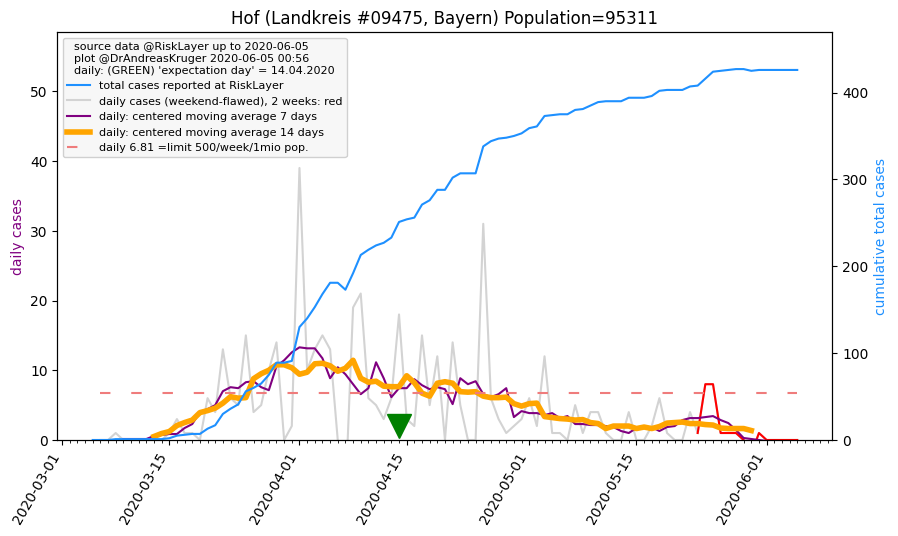 Hof (Landkreis #09475, Bayern) Population=95311
source data @RiskLayer up to 2020-06-05
plot @DrAndreasKruger 2020-06-05 00:56
daily: (GREEN) 'expectation day' = 14.04.2020
total cases reported at RiskLayer
daily cases (weekend-flawed), 2 weeks: red
daily: centered moving average 7 days
daily: centered moving average 14 days
daily 6.81 =limit 500/week/1mio pop.
daily cases
50
40
30
20
10
0
cumulative total cases
400
300
200
100
0
2020-03-01
2020-03-15
2020-04-01
2020-04-15
2020-05-01
2020-05-15
2020-06-01